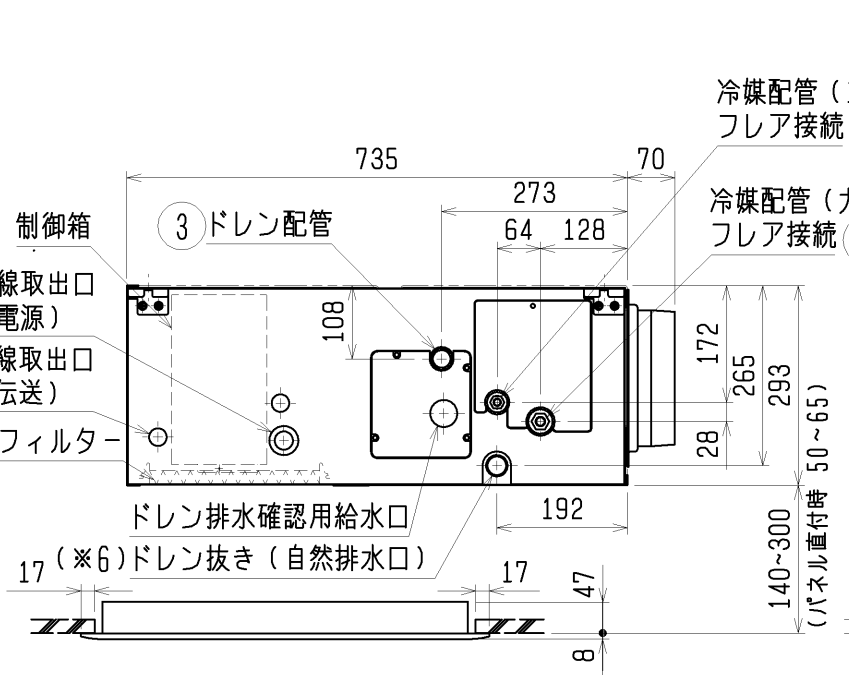 冷媒配管（
フレア接続
735
70
冷媒配管（
フレア接続
273
64
128
制御箱
3 ドレン配管
線取出口
電源）
線取出口
伝送）
フィルター
108
172
265
293
28
ドレン排水確認用給水口
192
（※6）ドレン抜き（自然排水口）
17
17
47
8
140~300
（パネル直付時 50~65）